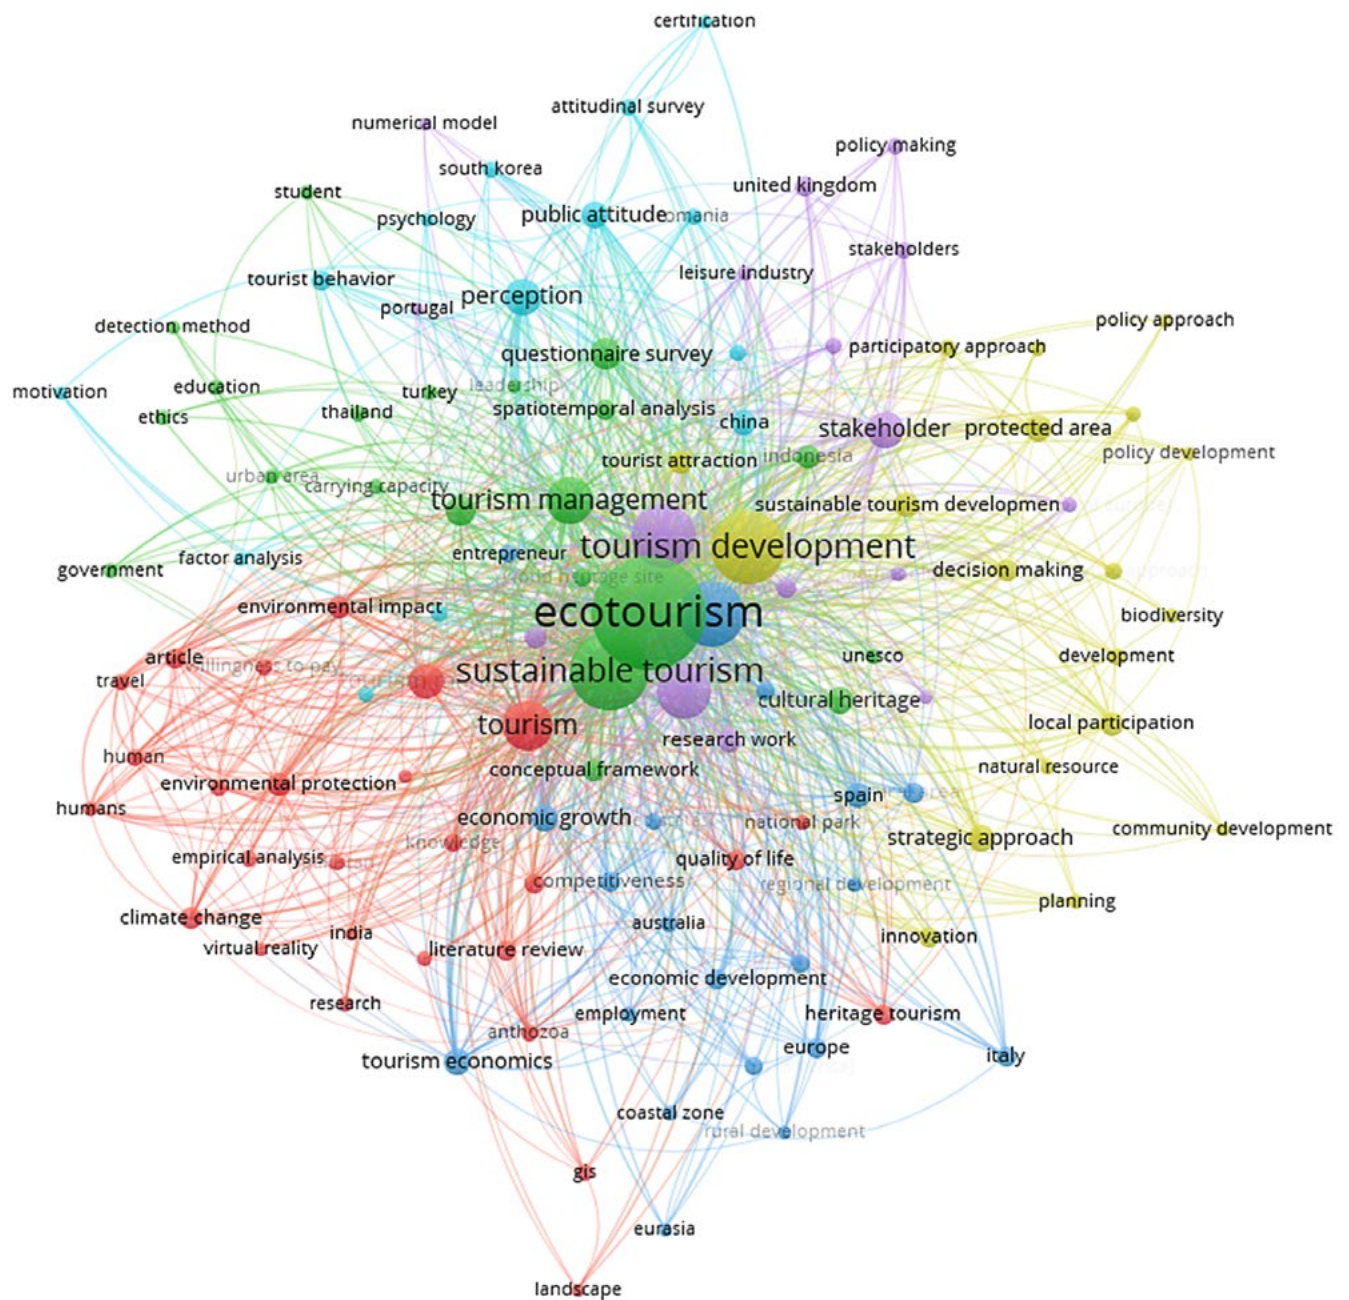 certification
attitudinal survey
numerical model
policy making
south korea
united kingdom
student
psychology
public attitude
stakeholders
leisure industry
tourist behavior
perception
portugal
policy approach
detection method
participatory approach
questionnaire survey
motivation
education
turkey
leadership
ethics
thailand
spatiotemporal analysis
china
stakeholder
protected area
policy development
tourist attraction
indonesia
urban area
carrying capacity
tourism management
sustainable tourism developmen
tourism development
entrepreneur
factor analysis
government
decision making
environmental impact
ecotourism
biodiversity
article
willingness to pay
unesco
development
travel
sustainable tourism
cultural heritage
tourism
local participation
research work
human
conceptual framework
natural resource
environmental protection
spain
humans
economic growth
national park
community development
strategic approach
knowledge
empirical analysis
quality of life
competitiveness
regional development
planning
climate change
australia
india
innovation
virtual reality
literature review
economic development
research
employment
heritage tourism
anthozoa
europe
italy
tourism economics
coastal zone
rural development
gis
eurasia
landscape